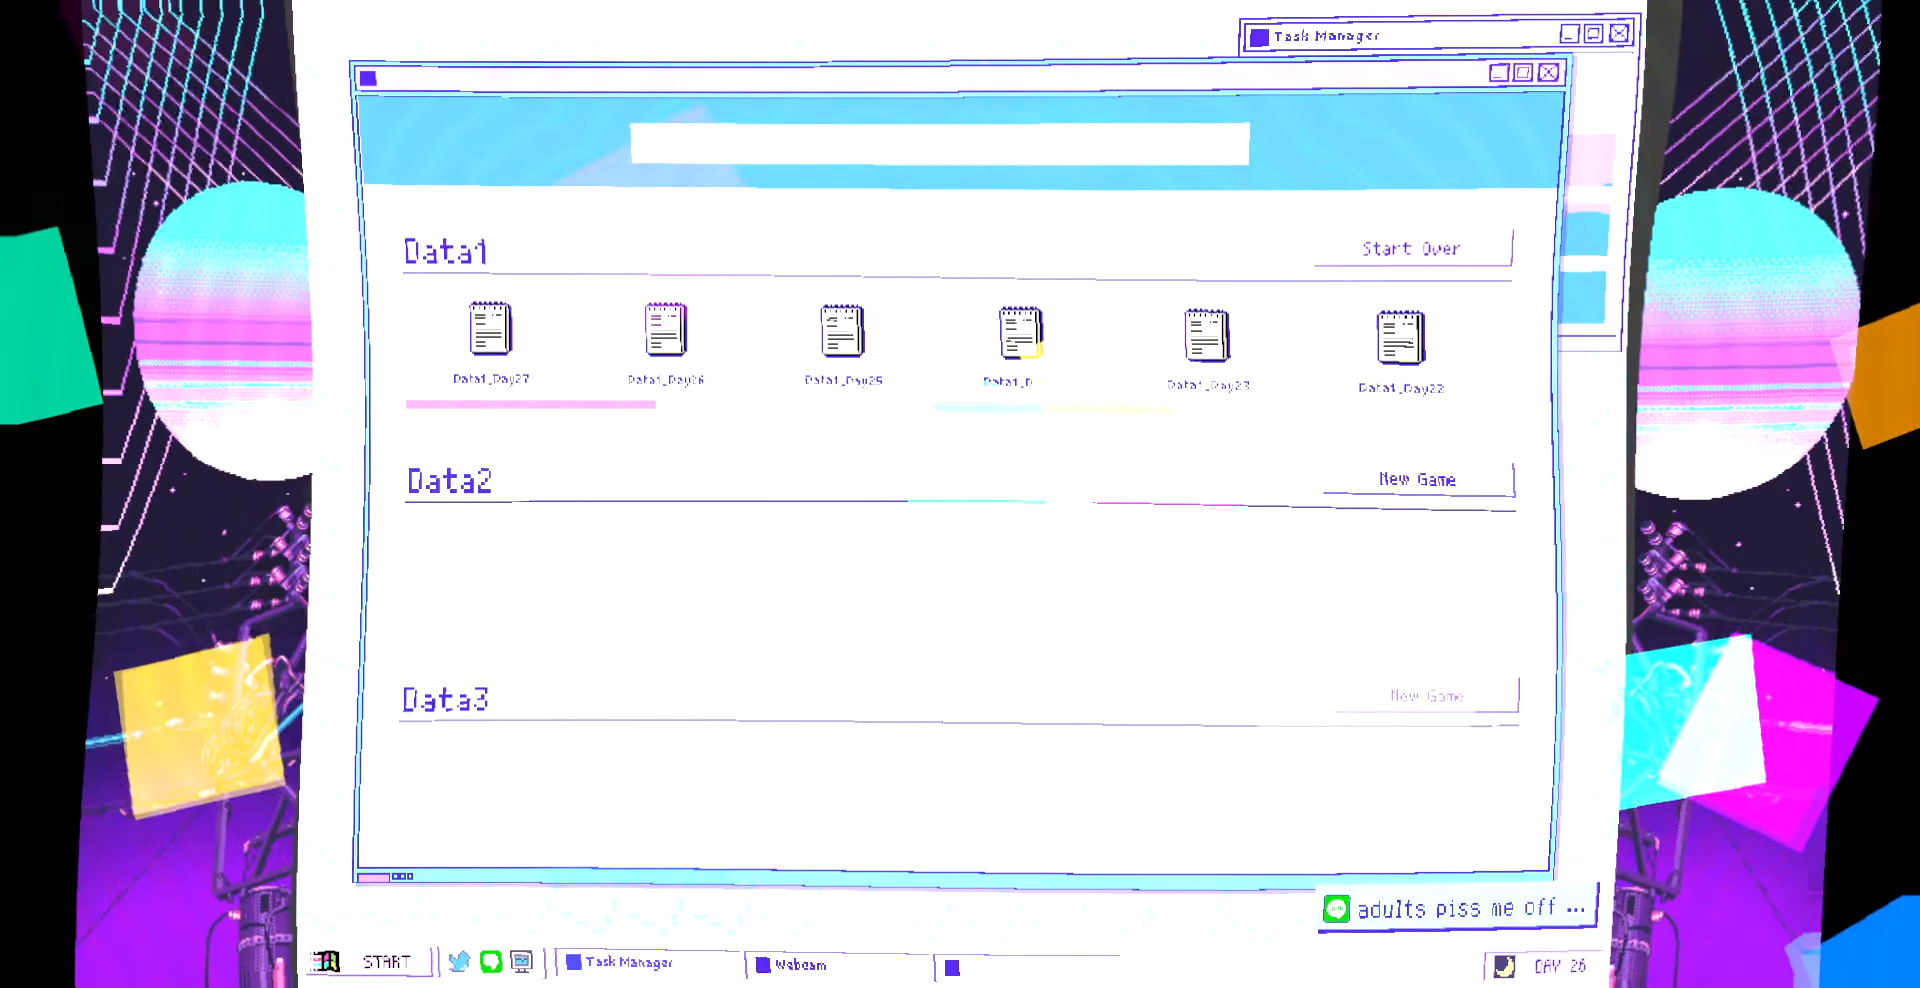 Task Manager
Data1
Start Over
Data1_Day27
Data1_Day26
Data1_Day25
Data1_D
Data1_Day23
Data1_Day22
Data2
New Game
Data3
New Game
adults piss me off ...
START
Task Manager
Webcam
DAY 26